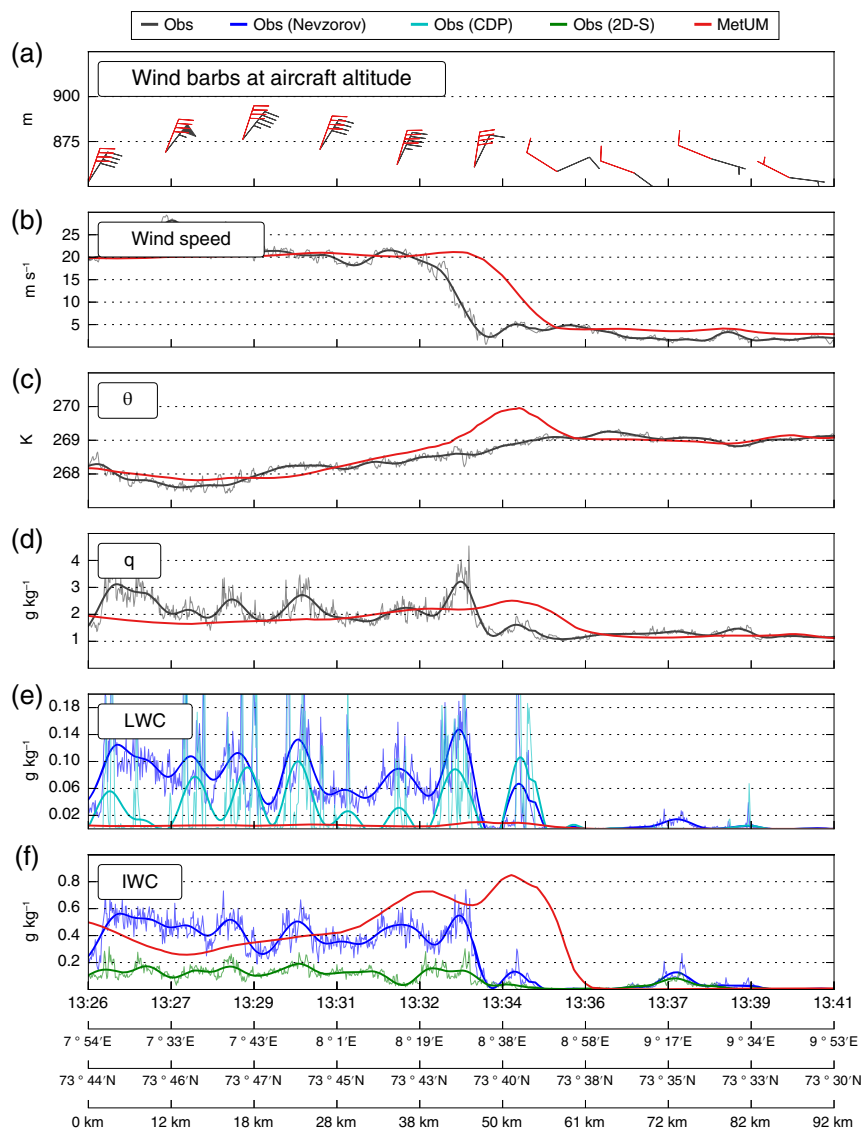 Obs Obs (Nevzorov) Obs (CDP) Obs (2D-S) MetUM
(a)
Wind barbs at aircraft altitude
900
875
m
(b)
Wind speed
25
20
15
10
5
m s⁻¹
(c)
θ
270
269
268
K
(d)
q
4
3
2
1
g kg⁻¹
(e)
LWC
0.18
0.14
0.10
0.06
0.02
g kg⁻¹
(f)
IWC
0.8
0.6
0.4
0.2
g kg⁻¹
13:26 13:27 13:29 13:31 13:32 13:34 13:36 13:37 13:39 13:41
7 ° 54′E 7 ° 33′E 7 ° 43′E 8 ° 1′E 8 ° 19′E 8 ° 38′E 8 ° 58′E 9 ° 17′E 9 ° 34′E 9 ° 53′E
73 ° 44′N 73 ° 46′N 73 ° 47′N 73 ° 45′N 73 ° 43′N 73 ° 40′N 73 ° 38′N 73 ° 35′N 73 ° 33′N 73 ° 30′N
0 km 12 km 18 km 28 km 38 km 50 km 61 km 72 km 82 km 92 km